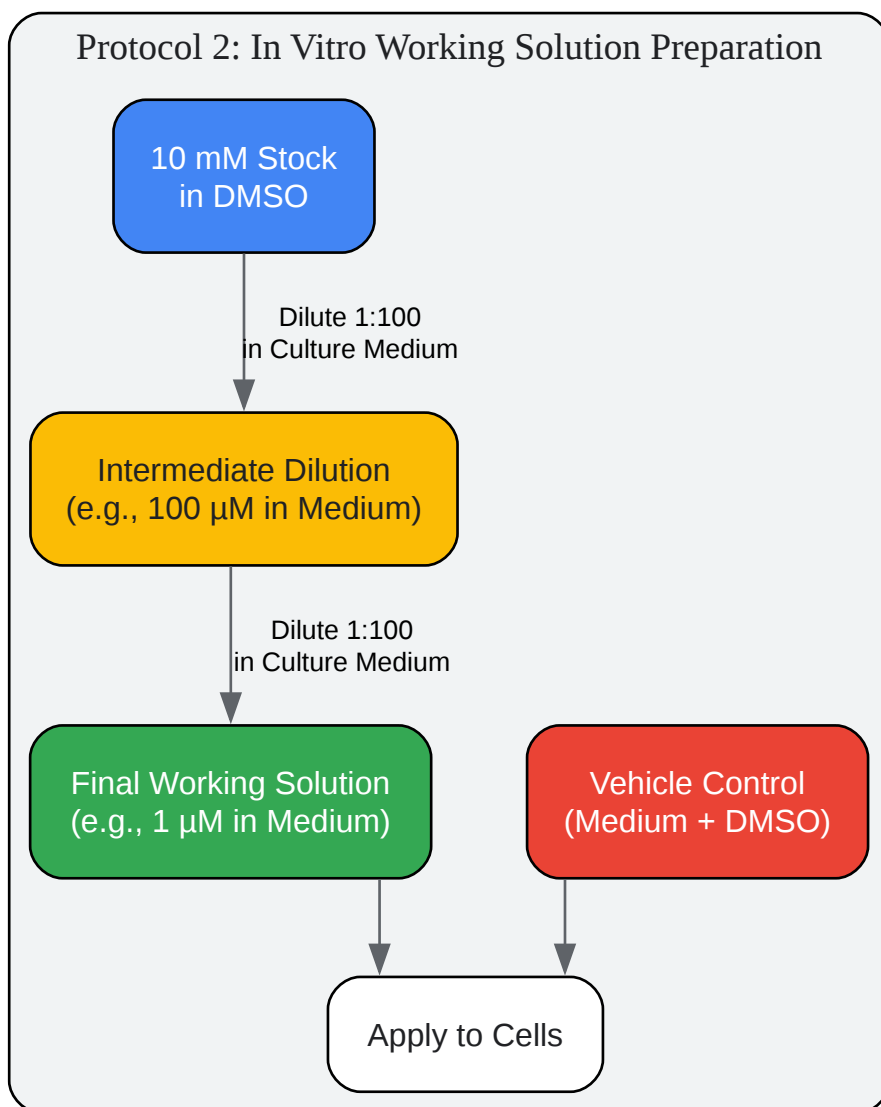 Protocol 2: In Vitro Working Solution Preparation
10 mM Stock
in DMSO
Dilute 1:100
in Culture Medium
Intermediate Dilution
(e.g., 100 µM in Medium)
Dilute 1:100
in Culture Medium
Final Working Solution
(e.g., 1 µM in Medium)
Vehicle Control
(Medium + DMSO)
Apply to Cells